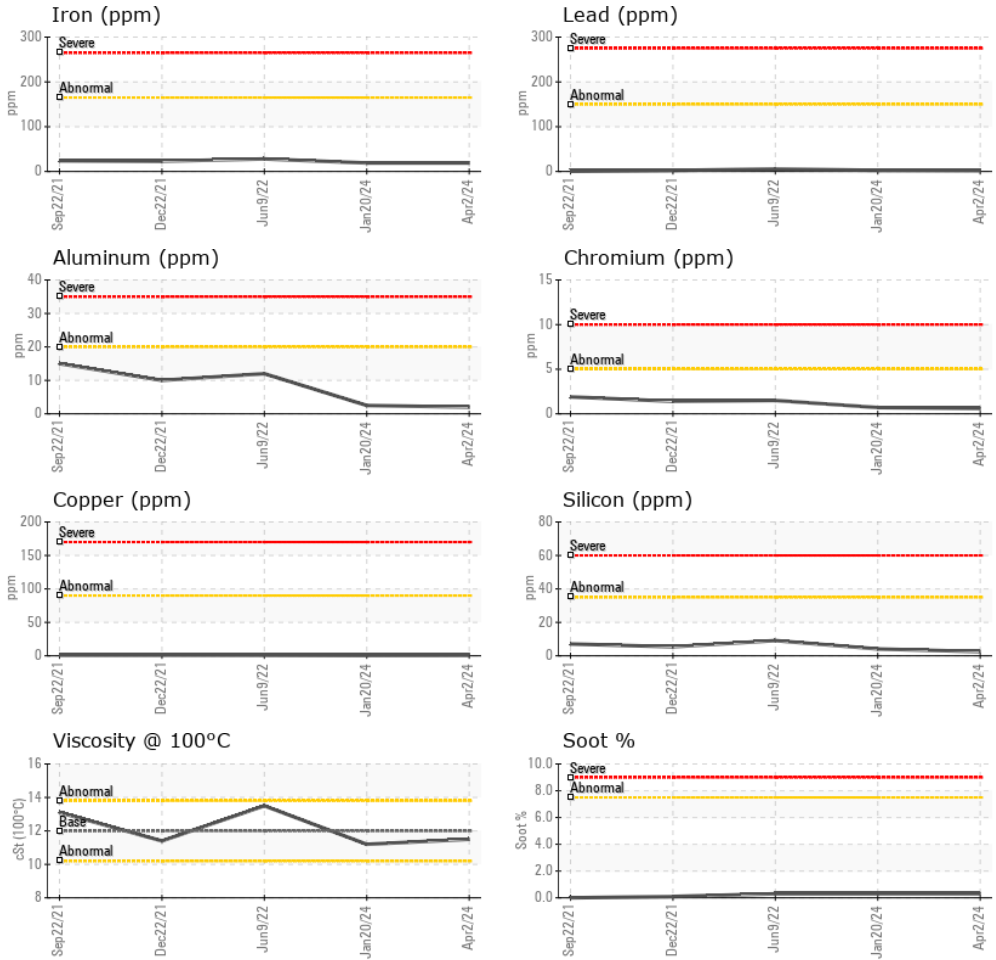 Iron (ppm)
300
200
100
0
ppm
Severe
Abnormal
Sep22/21
Dec22/21
Jun9/22
Jan20/24
Apr2/24
Lead (ppm)
300
200
100
0
ppm
Severe
Abnormal
Sep22/21
Dec22/21
Jun9/22
Jan20/24
Apr2/24
Aluminum (ppm)
40
30
20
10
0
ppm
Severe
Abnormal
Sep22/21
Dec22/21
Jun9/22
Jan20/24
Apr2/24
Chromium (ppm)
15
10
5
0
ppm
Severe
Abnormal
Sep22/21
Dec22/21
Jun9/22
Jan20/24
Apr2/24
Copper (ppm)
200
150
100
50
0
ppm
Severe
Abnormal
Sep22/21
Dec22/21
Jun9/22
Jan20/24
Apr2/24
Silicon (ppm)
80
60
40
20
0
ppm
Severe
Abnormal
Sep22/21
Dec22/21
Jun9/22
Jan20/24
Apr2/24
Viscosity @ 100°C
16
14
12
10
8
cSt (100°C)
Abnormal
Base
Abnormal
Sep22/21
Dec22/21
Jun9/22
Jan20/24
Apr2/24
Soot %
10.0
8.0
6.0
4.0
2.0
0.0
Soot %
Severe
Abnormal
Sep22/21
Dec22/21
Jun9/22
Jan20/24
Apr2/24